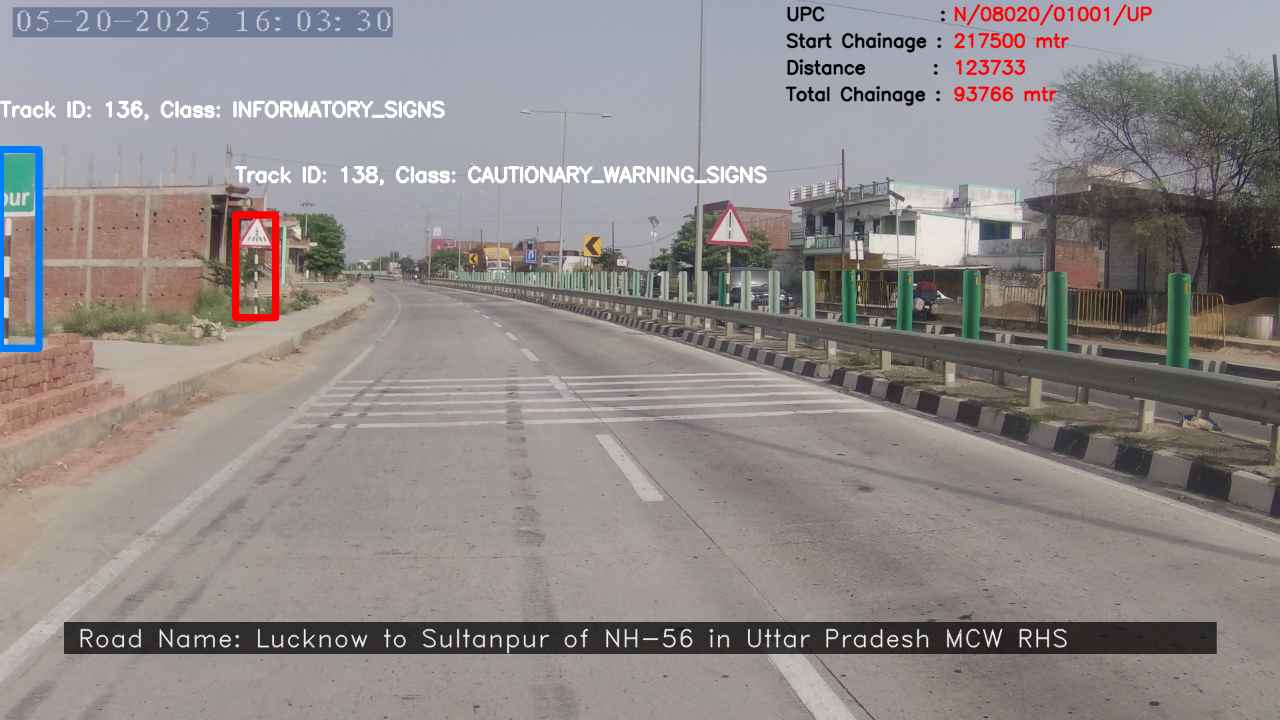 05-20-2025 16:03:30
UPC : N/08020/01001/UP
Start Chainage : 217500 mtr
Distance : 123733
Total Chainage : 93766 mtr
Track ID: 136, Class: INFORMATORY_SIGNS
Track ID: 138, Class: CAUTIONARY_WARNING_SIGNS
our
Road Name: Lucknow to Sultanpur of NH-56 in Uttar Pradesh MCW RHS